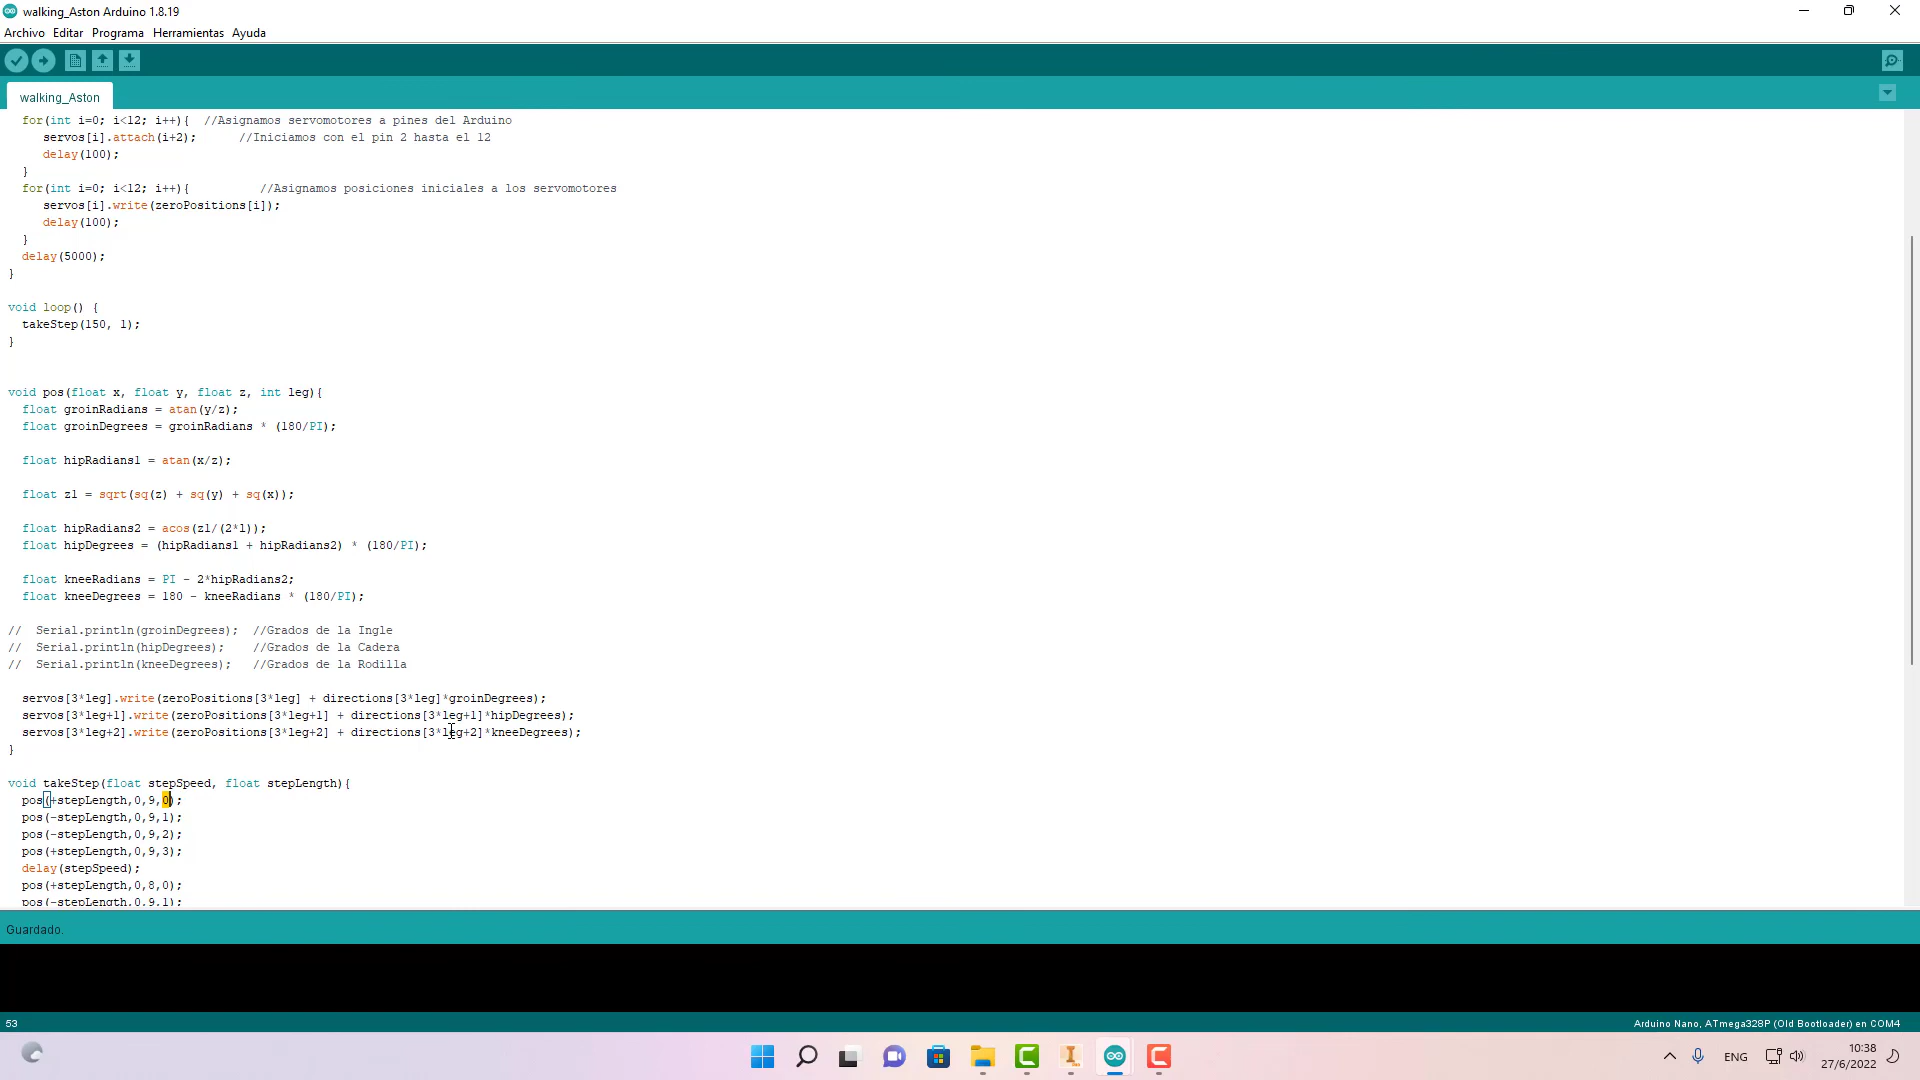 walking_Aston Arduino 1.8.19
Archivo Editar Programa Herramientas Ayuda
walking_Aston
for(int i=0; i<12; i++){  //Asignamos servomotores a pines del Arduino
servos[i].attach(i+2);      //Iniciamos con el pin 2 hasta el 12
delay(100);
}
for(int i=0; i<12; i++){          //Asignamos posiciones iniciales a los servomotores
servos[i].write(zeroPositions[i]);
delay(100);
}
delay(5000);
}
void loop() {
takeStep(150, 1);
}
void pos(float x, float y, float z, int leg){
float groinRadians = atan(y/z);
float groinDegrees = groinRadians * (180/PI);
float hipRadians1 = atan(x/z);
float z1 = sqrt(sq(z) + sq(y) + sq(x));
float hipRadians2 = acos(z1/(2*l));
float hipDegrees = (hipRadians1 + hipRadians2) * (180/PI);
float kneeRadians = PI - 2*hipRadians2;
float kneeDegrees = 180 - kneeRadians * (180/PI);
//  Serial.println(groinDegrees);  //Grados de la Ingle
//  Serial.println(hipDegrees);    //Grados de la Cadera
//  Serial.println(kneeDegrees);   //Grados de la Rodilla
servos[3*leg].write(zeroPositions[3*leg] + directions[3*leg]*groinDegrees);
servos[3*leg+1].write(zeroPositions[3*leg+1] + directions[3*leg+1]*hipDegrees);
servos[3*leg+2].write(zeroPositions[3*leg+2] + directions[3*leg+2]*kneeDegrees);
}
void takeStep(float stepSpeed, float stepLength){
pos(+stepLength,0,9,0);
pos(-stepLength,0,9,1);
pos(-stepLength,0,9,2);
pos(+stepLength,0,9,3);
delay(stepSpeed);
pos(+stepLength,0,8,0);
pos(-stepLength,0,9,1);
Guardado.
53
Arduino Nano, ATmega328P (Old Bootloader) en COM4
ENG
10:38
27/6/2022